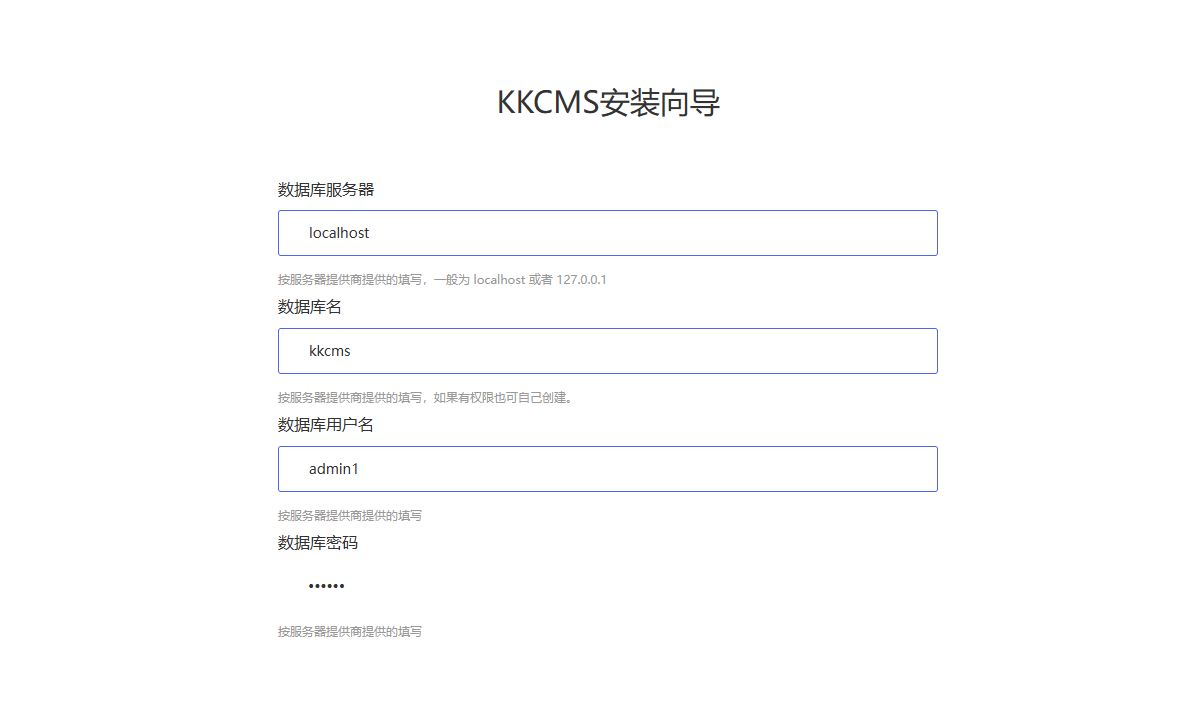 KKCMS安装向导
数据库服务器
localhost
按服务器提供商提供的填写，一般为 localhost 或者 127.0.0.1
数据库名
kkcms
按服务器提供商提供的填写，如果有权限也可自己创建。
数据库用户名
admin1
按服务器提供商提供的填写
数据库密码
••••••
按服务器提供商提供的填写